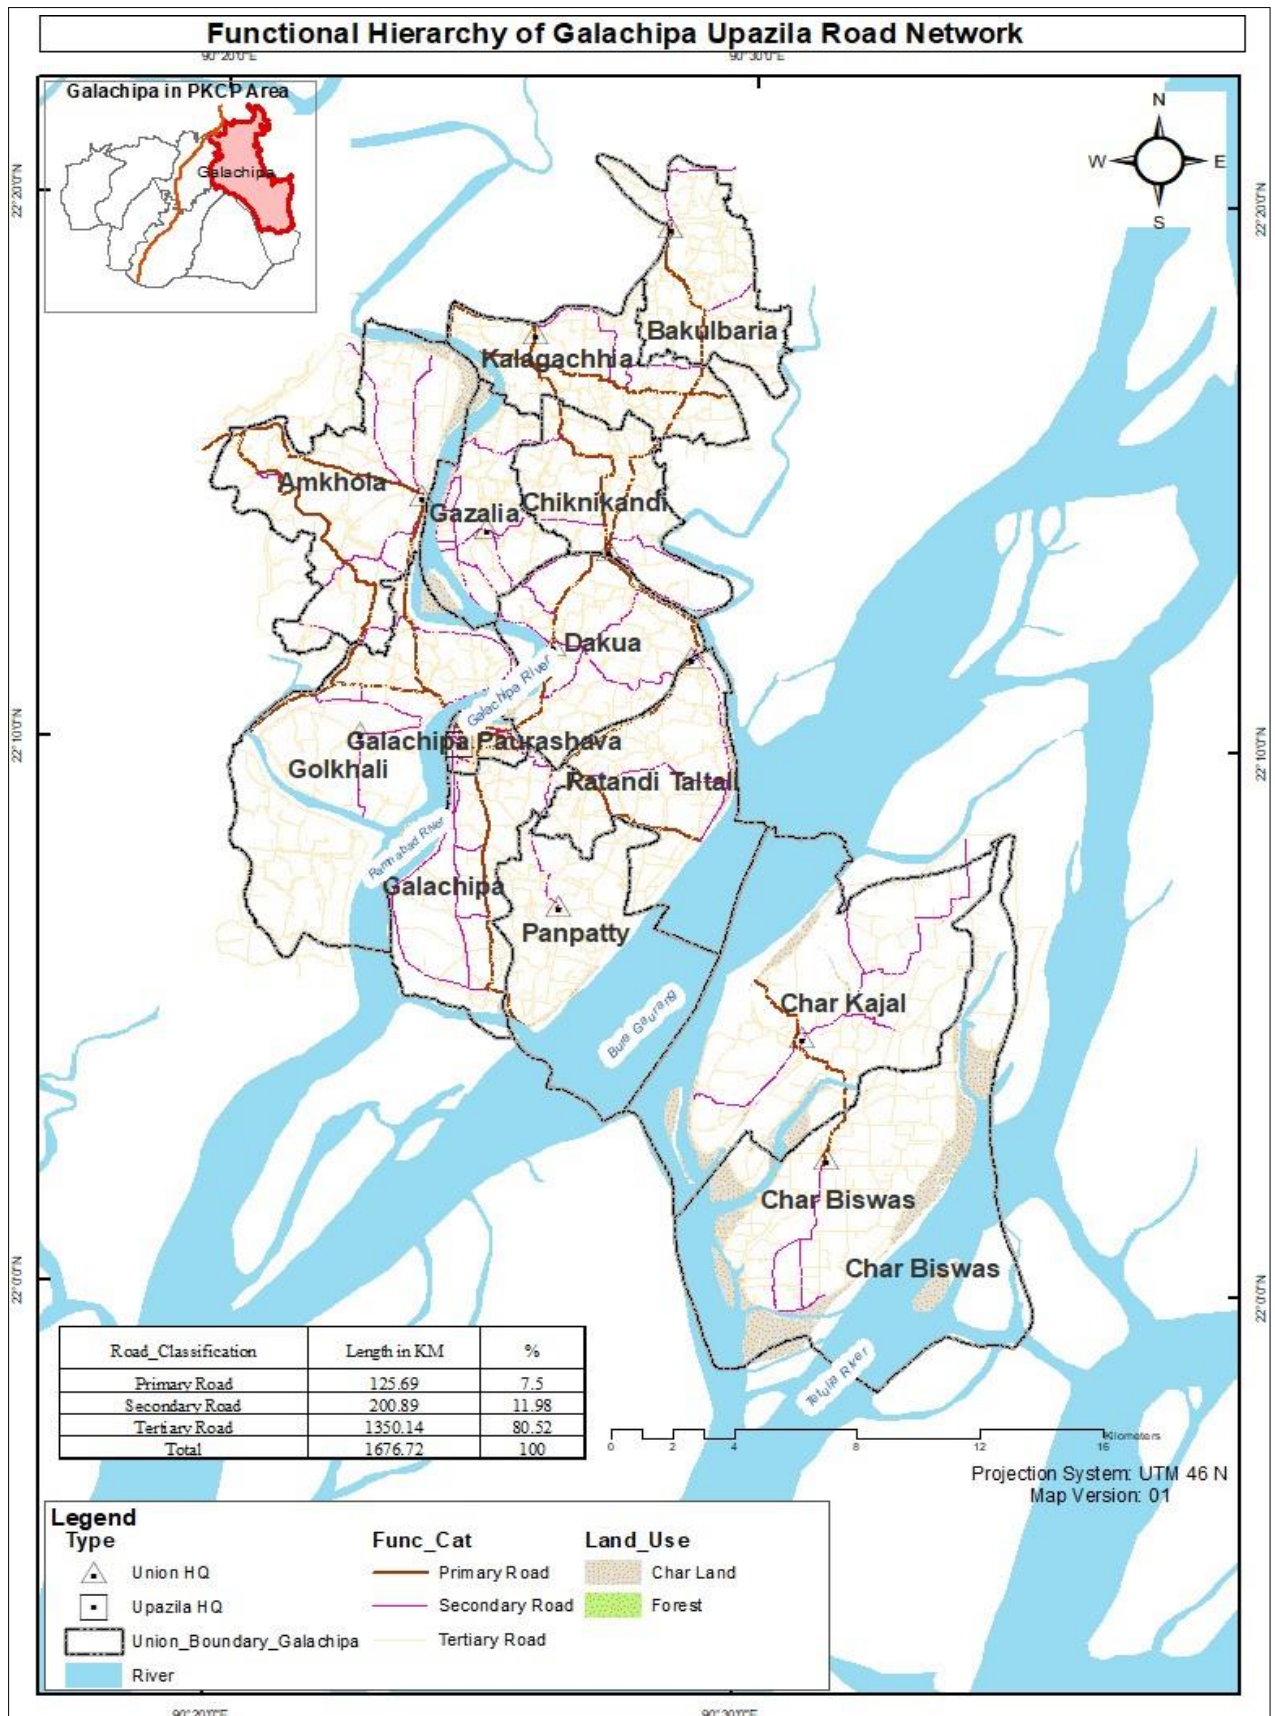 Functional Hierarchy of Galachipa Upazila Road Network
90°20'0"E 90°30'0"E
Galachipa in PKCP Area
Galachipa
N
W E
S
22°20'0"N
22°20'0"N
Bakulbaria
Kalagachhia
Amkhola
Gazalia
Chiknikandi
Dakua
Galachipa River
22°10'0"N
22°10'0"N
Galachipa Paurashava
Golkhali
Ratandi Taltali
Ramnabad River
Galachipa
Panpatty
Char Kajal
Bura Gaurang
Char Biswas
Char Biswas
22°0'0"N
22°0'0"N
Tetulia River
Road_Classification Length in KM %
Primary Road 125.69 7.5
Secondary Road 200.89 11.98
Tertiary Road 1350.14 80.52
Total 1676.72 100
0 2 4 8 12 16 Kilometers
Projection System: UTM 46 N
Map Version: 01
Legend
Type Func_Cat Land_Use
Union HQ Primary Road Char Land
Upazila HQ Secondary Road Forest
Union_Boundary_Galachipa Tertiary Road
River
90°20'0"E 90°30'0"E